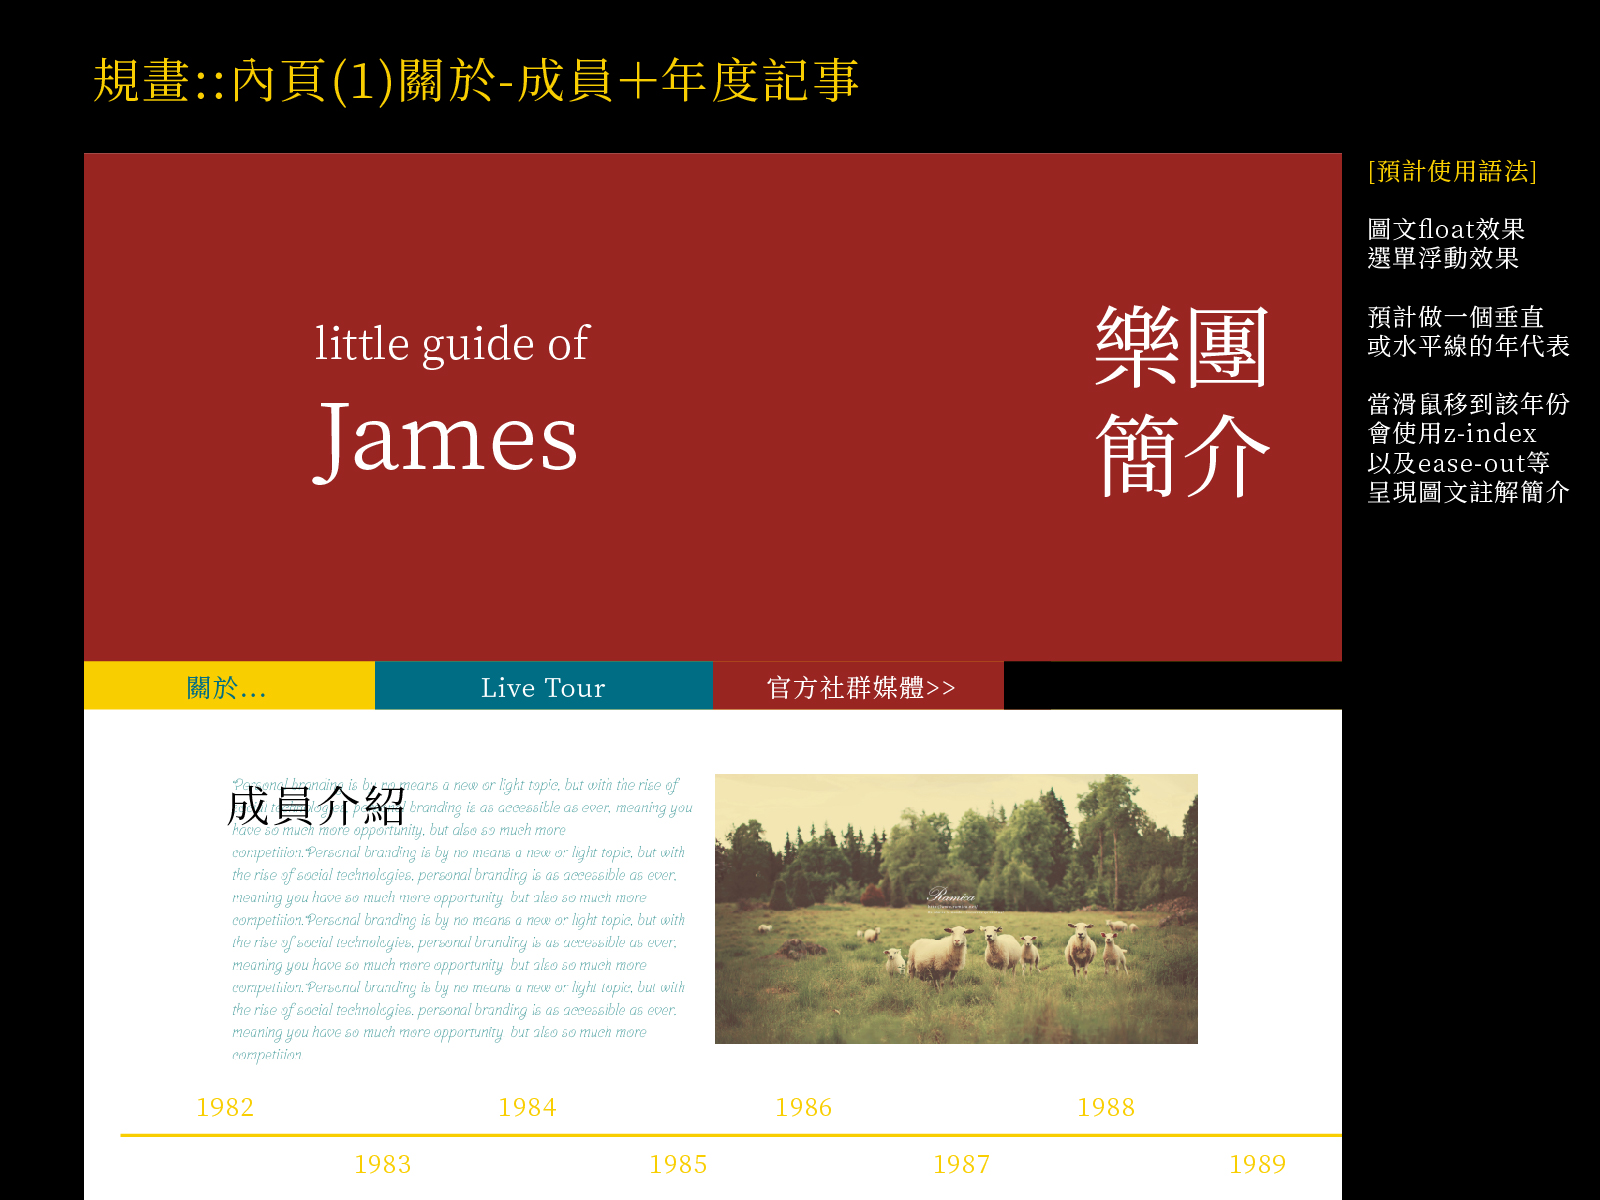 規畫::內頁(1)關於-成員＋年度記事
[預計使用語法]
圖文float效果
選單浮動效果
預計做一個垂直
或水平線的年代表
當滑鼠移到該年份
會使用z-index
以及ease-out等
呈現圖文註解簡介
little guide of
James
樂團
簡介
關於...
Live Tour
官方社群媒體>>
成員介紹
"Personal branding is by no means a new or light topic, but with the rise of
social technologies, personal branding is as accessible as ever, meaning you
have so much more opportunity, but also so much more
competition."Personal branding is by no means a new or light topic, but with
the rise of social technologies, personal branding is as accessible as ever,
meaning you have so much more opportunity, but also so much more
competition."Personal branding is by no means a new or light topic, but with
the rise of social technologies, personal branding is as accessible as ever,
meaning you have so much more opportunity, but also so much more
competition."Personal branding is by no means a new or light topic, but with
the rise of social technologies, personal branding is as accessible as ever,
meaning you have so much more opportunity, but also so much more
competition.
Ramica
1982
1984
1986
1988
1983
1985
1987
1989